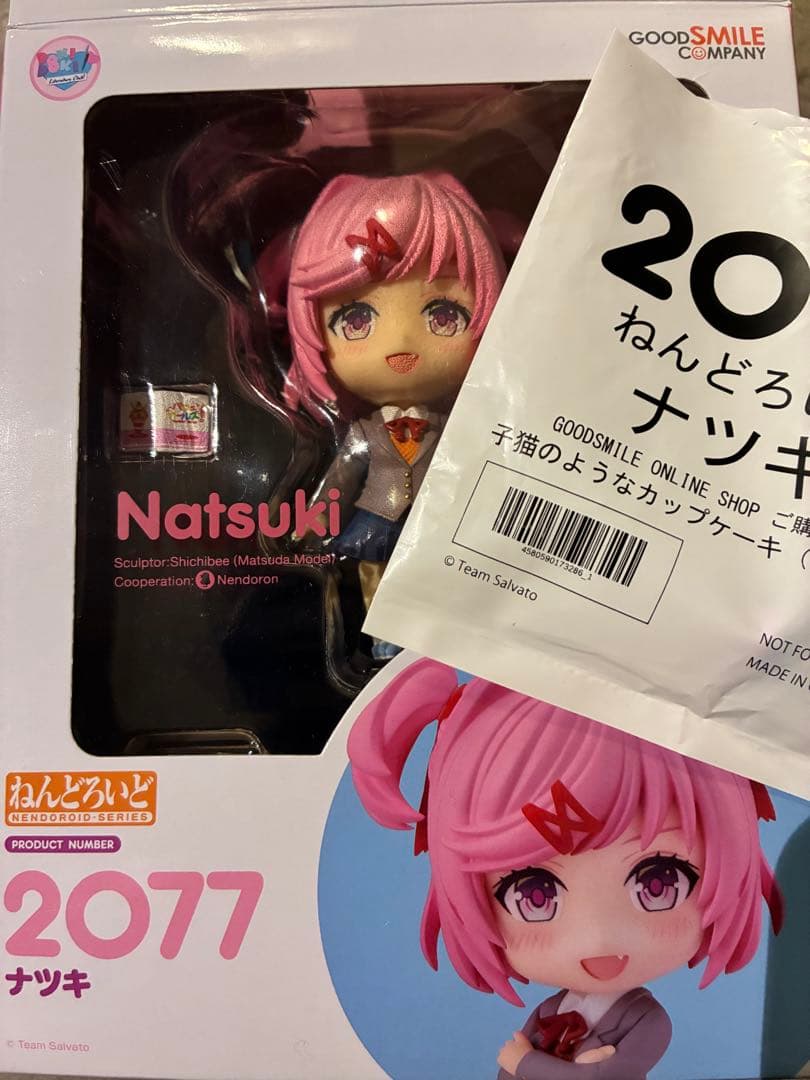 Literature Club!
GOODSMILE
COMPANY
20
ねんどろい
ナツキ
GOODSMILE ONLINE SHOP ご購
子猫のようなカップケーキ（
4580590173286_1
© Team Salvato
NOT FO
MADE IN
Natsuki
Sculptor:Shichibee (Matsuda Model)
Cooperation: Nendoron
ねんどろいど
NENDOROID-SERIES
PRODUCT NUMBER
2077
ナツキ
© Team Salvato